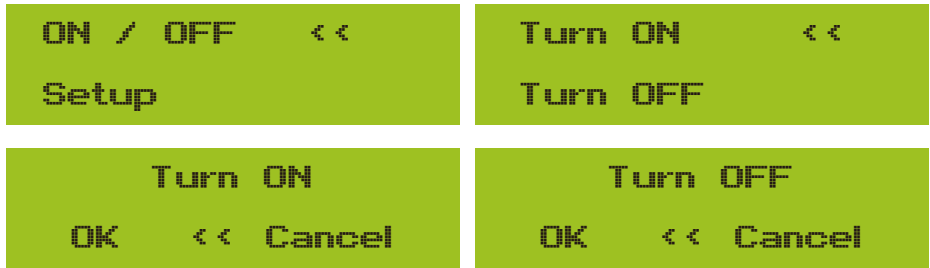 ON / OFF <<
Setup
Turn ON <<
Turn OFF
Turn ON
OK << Cancel
Turn OFF
OK << Cancel